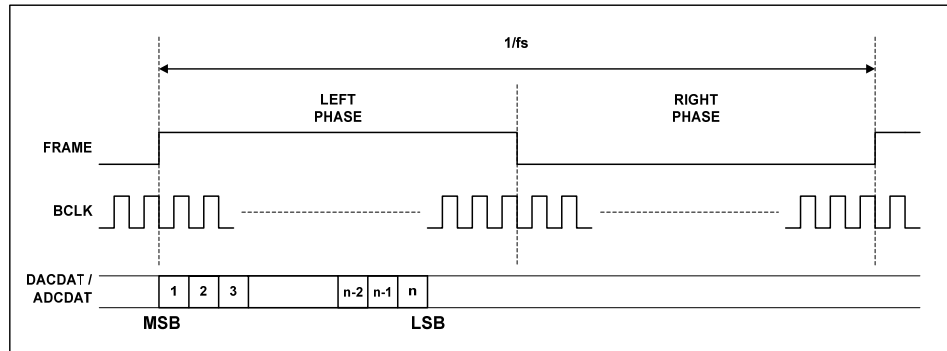 1/fs
LEFT
PHASE
RIGHT
PHASE
FRAME
BCLK
DACDAT /
ADCDAT
1 2 3 n-2 n-1 n
MSB LSB